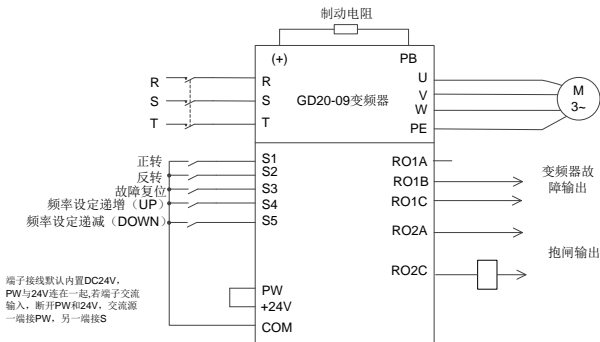 制动电阻
(+)
PB
R
S
T
R
S
T
GD20-09变频器
U
V
W
PE
M
3~
正转
反转
故障复位
频率设定递增（UP）
频率设定递减（DOWN）
S1
S2
S3
S4
S5
RO1A
RO1B
RO1C
RO2A
RO2C
变频器故
障输出
抱闸输出
端子接线默认内置DC24V，
PW与24V连在一起,若端子交流
输入，断开PW和24V，交流源
一端接PW，另一端接S
PW
+24V
COM